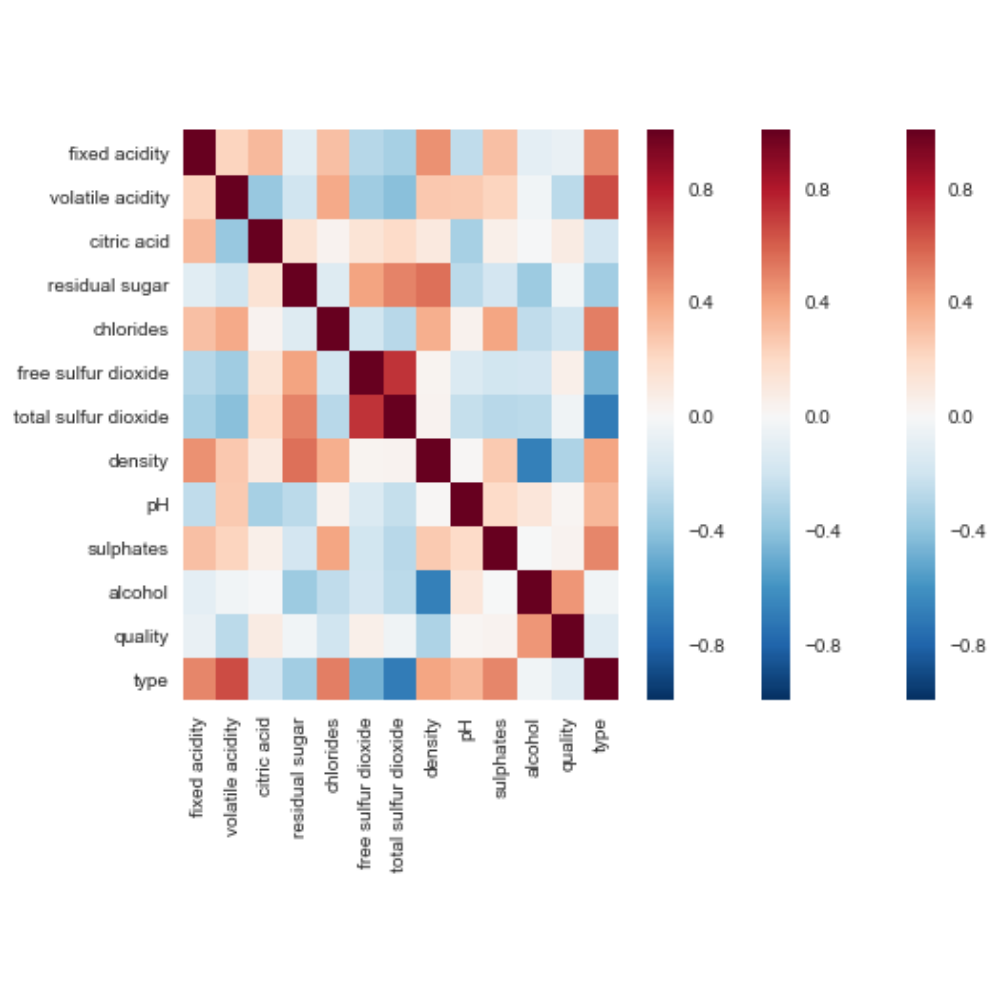 fixed acidity
volatile acidity
citric acid
residual sugar
chlorides
free sulfur dioxide
total sulfur dioxide
density
pH
sulphates
alcohol
quality
type
fixed acidity
volatile acidity
citric acid
residual sugar
chlorides
free sulfur dioxide
total sulfur dioxide
density
pH
sulphates
alcohol
quality
type
0.8
0.4
0.0
−0.4
−0.8
0.8
0.4
0.0
−0.4
−0.8
0.8
0.4
0.0
−0.4
−0.8